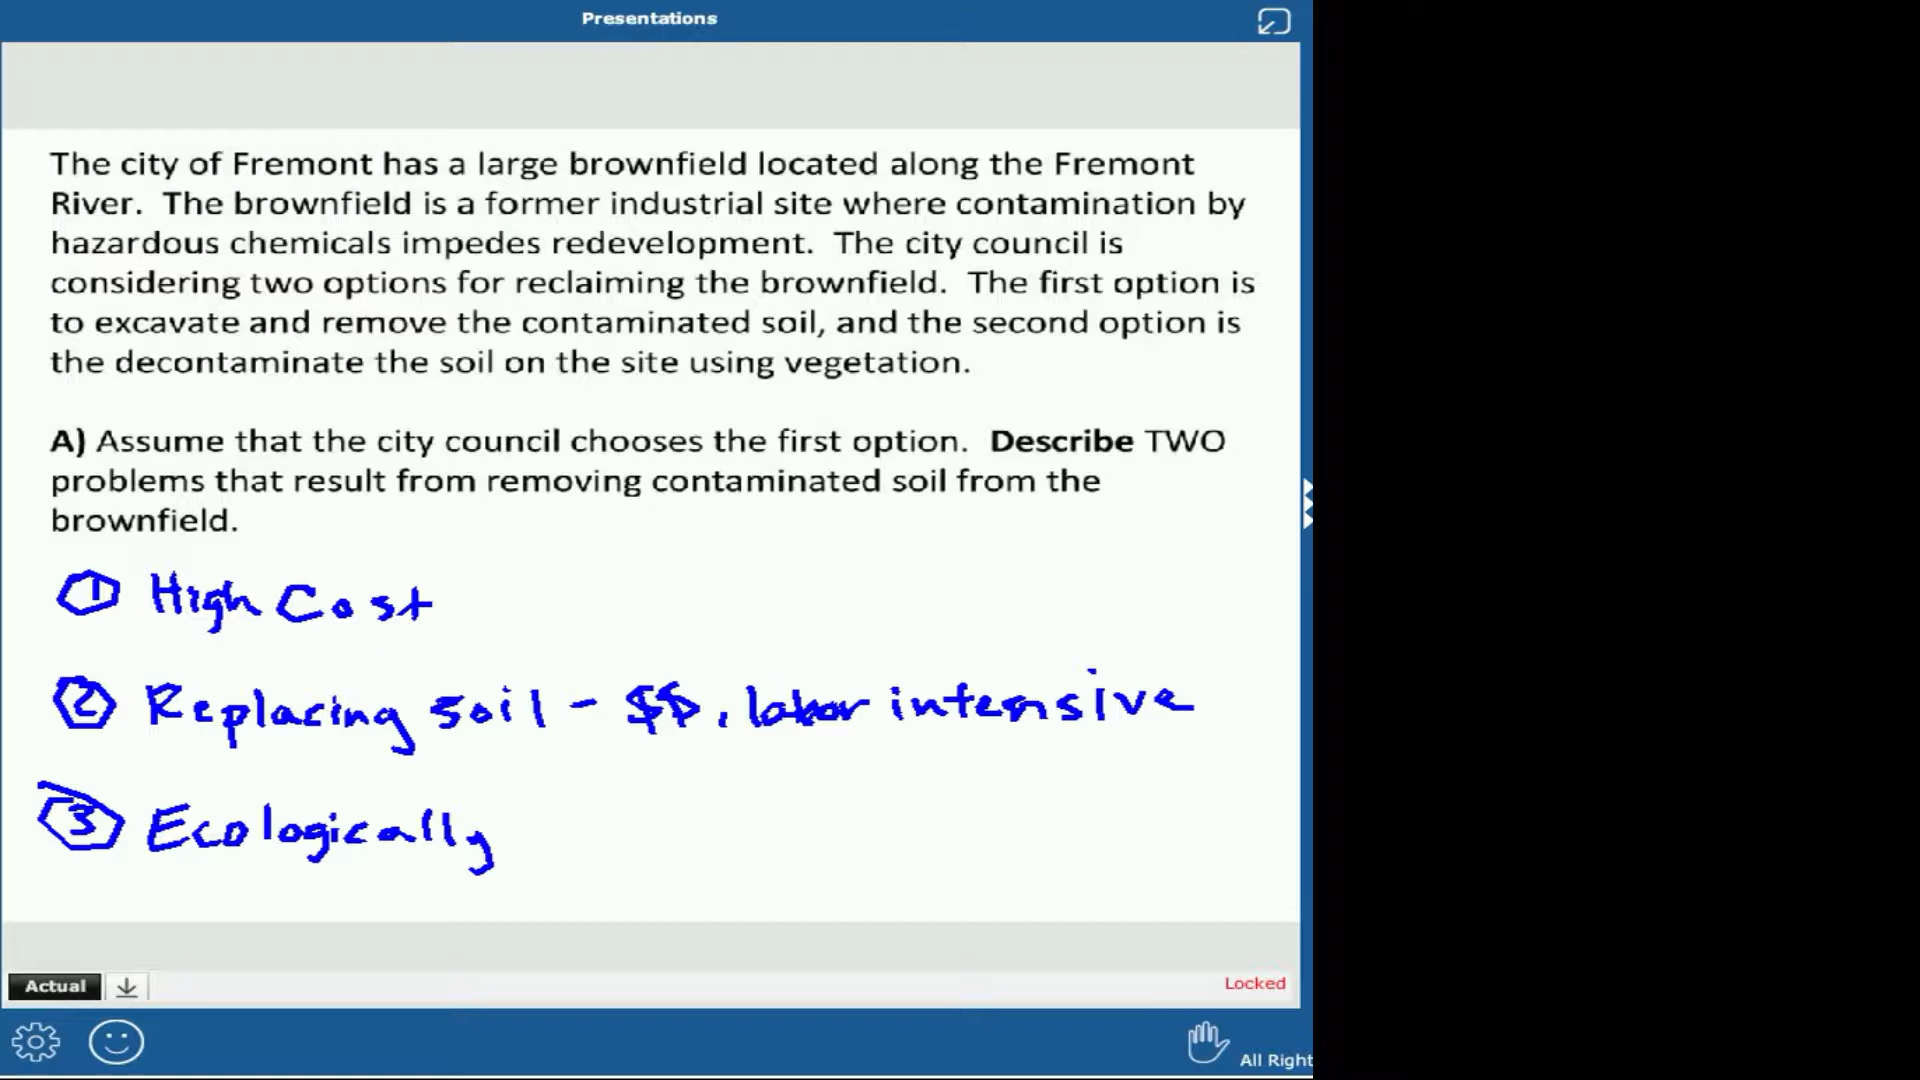 Presentations
The city of Fremont has a large brownfield located along the Fremont
River. The brownfield is a former industrial site where contamination by
hazardous chemicals impedes redevelopment. The city council is
considering two options for reclaiming the brownfield. The first option is
to excavate and remove the contaminated soil, and the second option is
the decontaminate the soil on the site using vegetation.
A) Assume that the city council chooses the first option. Describe TWO
problems that result from removing contaminated soil from the
brownfield.
1 High Cost
2 Replacing soil - $$, labor intensive
3 Ecologically
Actual
Locked
All Right